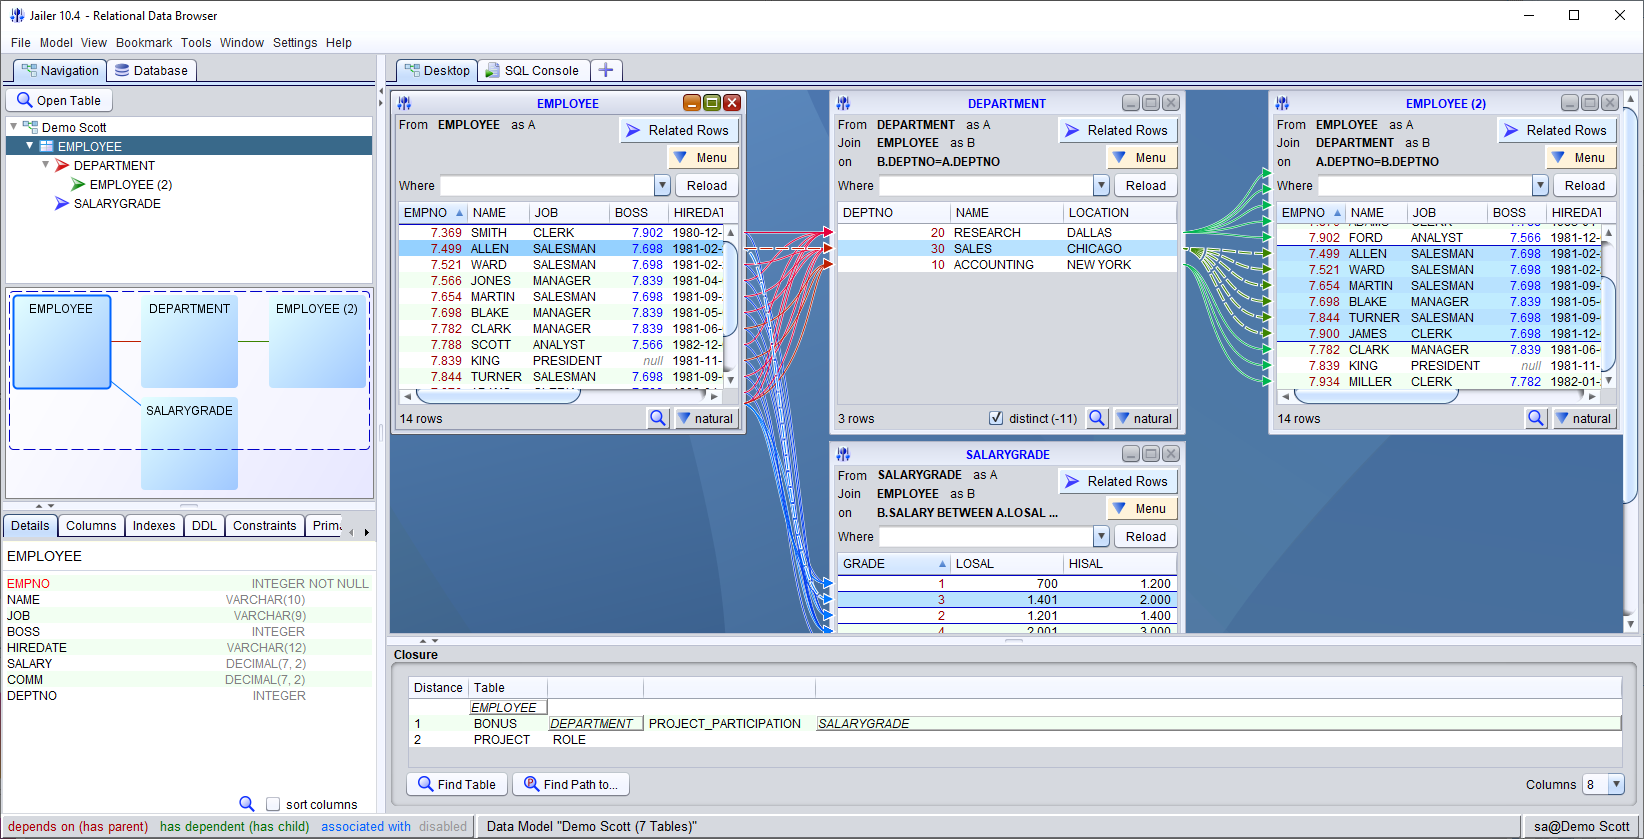 Jailer 10.4 - Relational Data Browser
File Model View Bookmark Tools Window Settings Help
Navigation Database
Open Table
Demo Scott
EMPLOYEE
DEPARTMENT
EMPLOYEE (2)
SALARYGRADE
EMPLOYEE DEPARTMENT EMPLOYEE (2)
SALARYGRADE
Details Columns Indexes DDL Constraints Prim
EMPLOYEE
EMPNO INTEGER NOT NULL
NAME VARCHAR(10)
JOB VARCHAR(9)
BOSS INTEGER
HIREDATE VARCHAR(12)
SALARY DECIMAL(7, 2)
COMM DECIMAL(7, 2)
DEPTNO INTEGER
sort columns
Desktop SQL Console
EMPLOYEE
From EMPLOYEE as A
Related Rows
Menu
Where Reload
EMPNO NAME JOB BOSS HIREDAT
7.369 SMITH CLERK 7.902 1980-12-
7.499 ALLEN SALESMAN 7.698 1981-02-
7.521 WARD SALESMAN 7.698 1981-02-
7.566 JONES MANAGER 7.839 1981-04-
7.654 MARTIN SALESMAN 7.698 1981-09-
7.698 BLAKE MANAGER 7.839 1981-05-
7.782 CLARK MANAGER 7.839 1981-06-
7.788 SCOTT ANALYST 7.566 1982-12-
7.839 KING PRESIDENT null 1981-11-
7.844 TURNER SALESMAN 7.698 1981-09-
14 rows natural
DEPARTMENT
From DEPARTMENT as A
Related Rows
Join EMPLOYEE as B
on B.DEPTNO=A.DEPTNO
Menu
Where Reload
DEPTNO NAME LOCATION
20 RESEARCH DALLAS
30 SALES CHICAGO
10 ACCOUNTING NEW YORK
3 rows distinct (-11) natural
SALARYGRADE
From SALARYGRADE as A
Related Rows
Join EMPLOYEE as B
on B.SALARY BETWEEN A.LOSAL ...
Menu
Where Reload
GRADE LOSAL HISAL
1 700 1.200
3 1.401 2.000
2 1.201 1.400
4 2.001 3.000
EMPLOYEE (2)
From EMPLOYEE as A
Related Rows
Join DEPARTMENT as B
on A.DEPTNO=B.DEPTNO
Menu
Where Reload
EMPNO NAME JOB BOSS HIREDAT
7.902 FORD ANALYST 7.566 1981-12-
7.499 ALLEN SALESMAN 7.698 1981-02-
7.521 WARD SALESMAN 7.698 1981-02-
7.654 MARTIN SALESMAN 7.698 1981-09-
7.698 BLAKE MANAGER 7.839 1981-05-
7.844 TURNER SALESMAN 7.698 1981-09-
7.900 JAMES CLERK 7.698 1981-12-
7.782 CLARK MANAGER 7.839 1981-06-
7.839 KING PRESIDENT null 1981-11-
7.934 MILLER CLERK 7.782 1982-01-
14 rows natural
Closure
Distance Table
EMPLOYEE
1 BONUS DEPARTMENT PROJECT_PARTICIPATION SALARYGRADE
2 PROJECT ROLE
Find Table Find Path to... Columns 8
depends on (has parent) has dependent (has child) associated with disabled Data Model "Demo Scott (7 Tables)" sa@Demo Scott